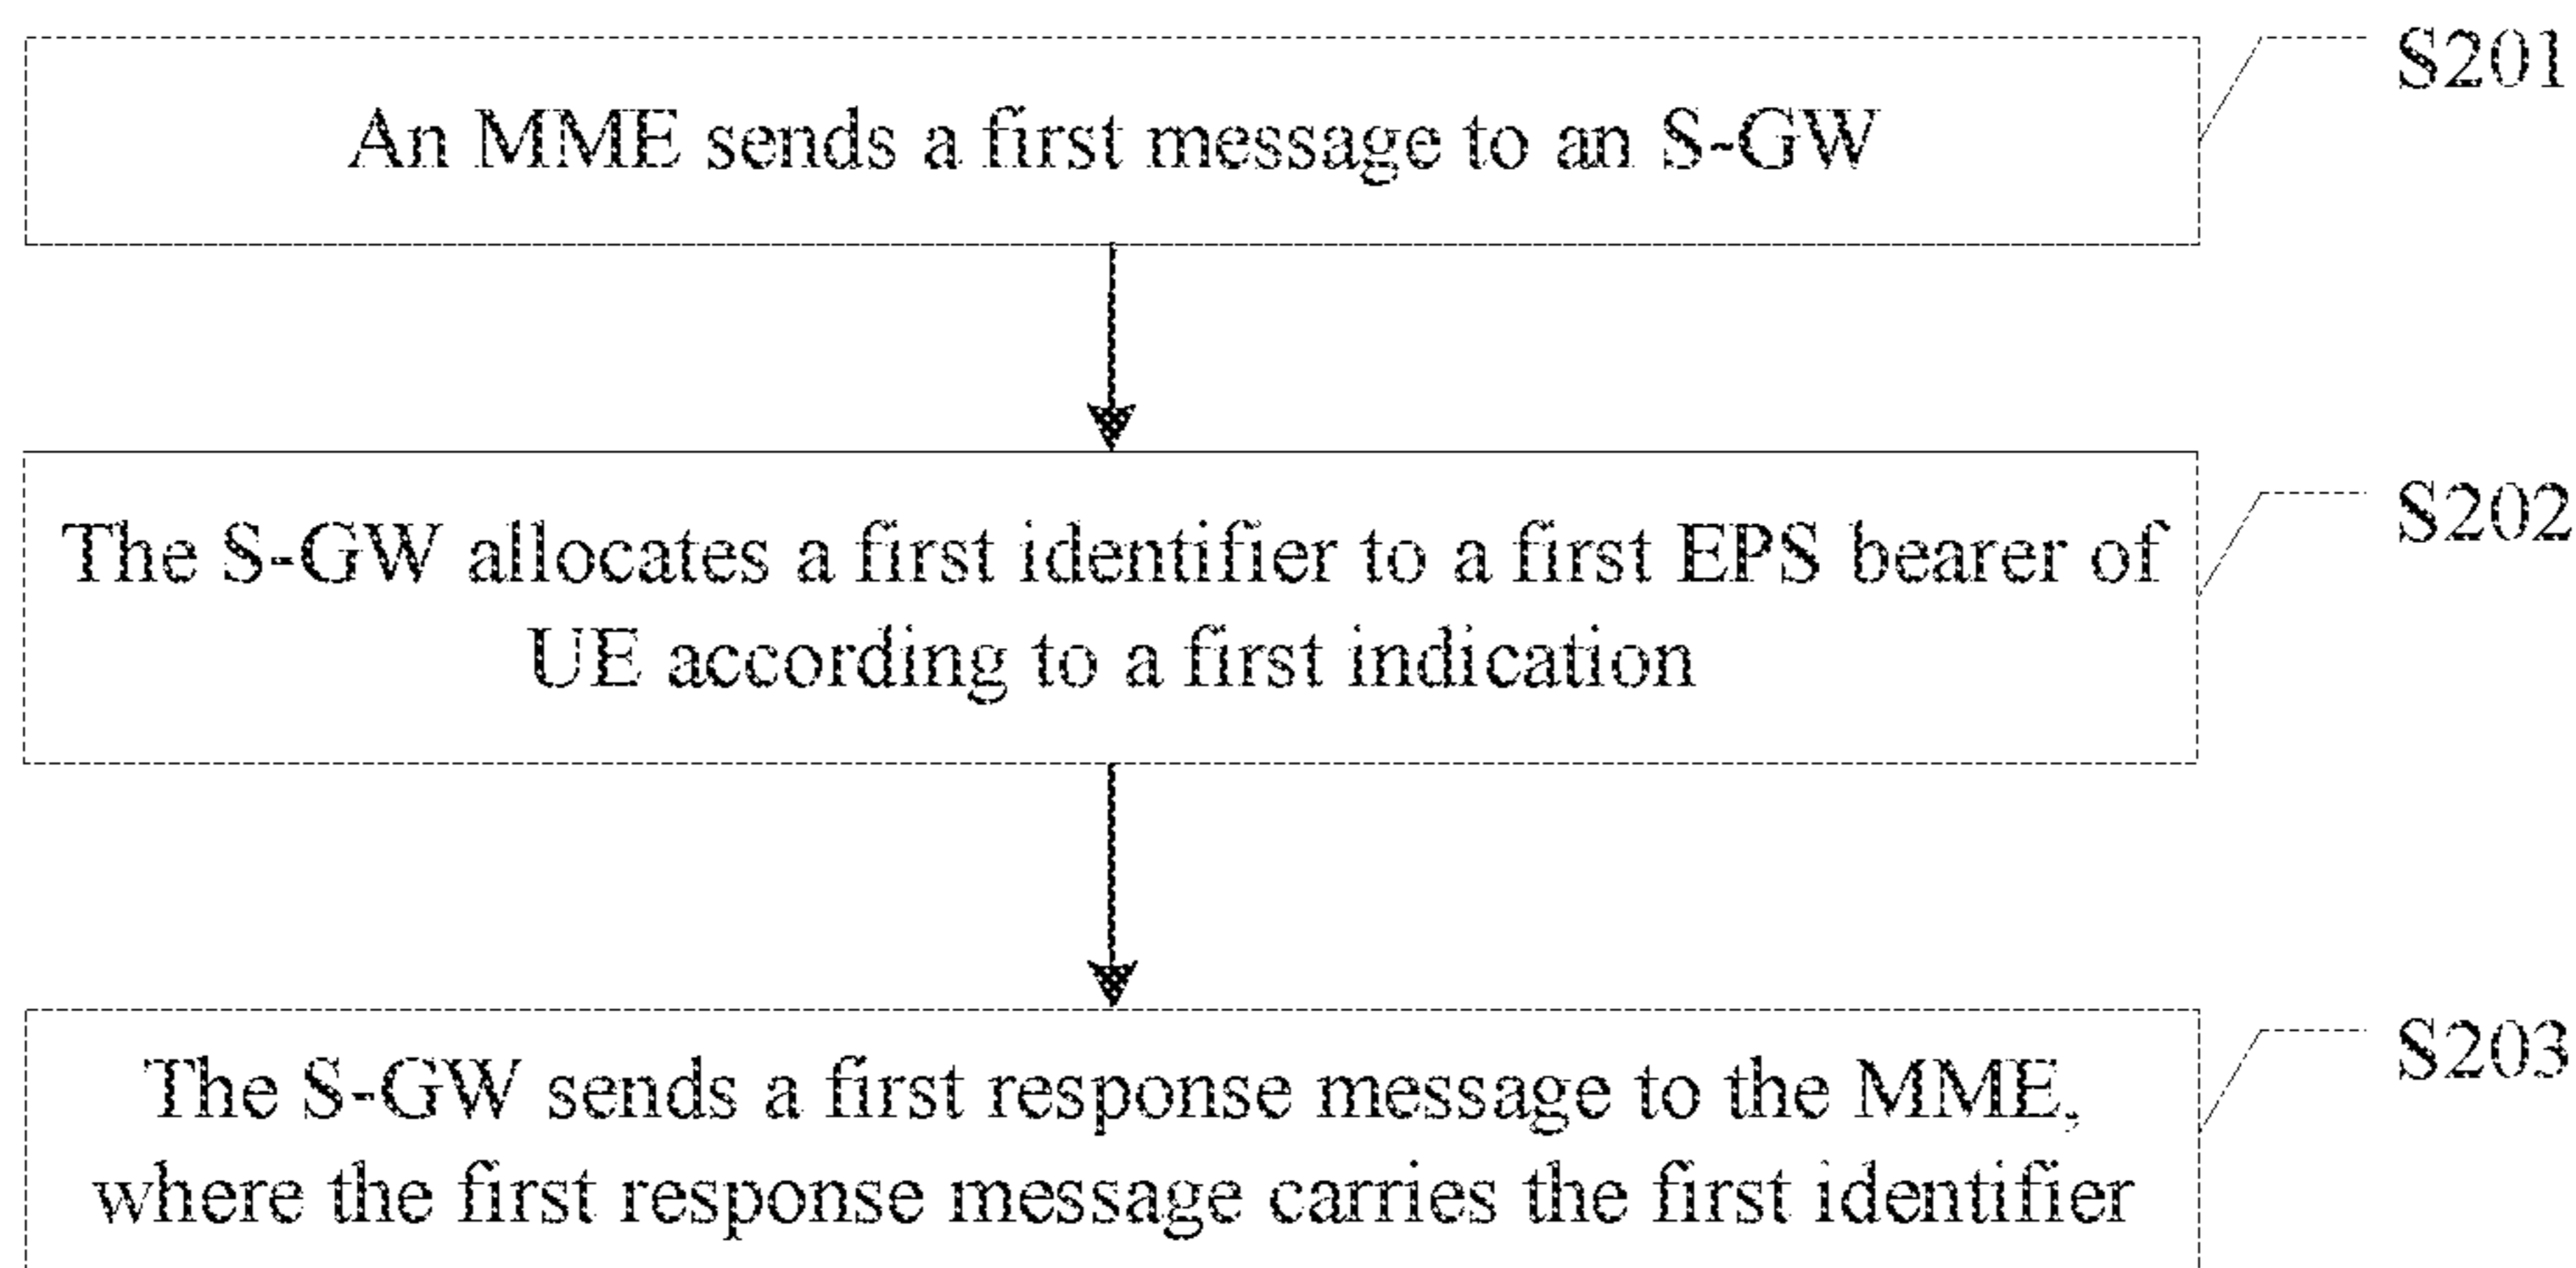 An MME sends a first message to an S-GW
S201
The S-GW allocates a first identifier to a first EPS bearer of
UE according to a first indication
S202
The S-GW sends a first response message to the MME,
where the first response message carries the first identifier
S203